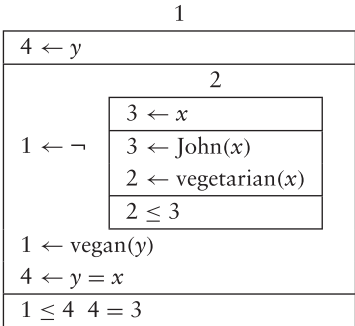 1
4 ← y
2
3 ← x
1 ← ¬ 3 ← John(x)
2 ← vegetarian(x)
2 ≤ 3
1 ← vegan(y)
4 ← y = x
1 ≤ 4 4 = 3